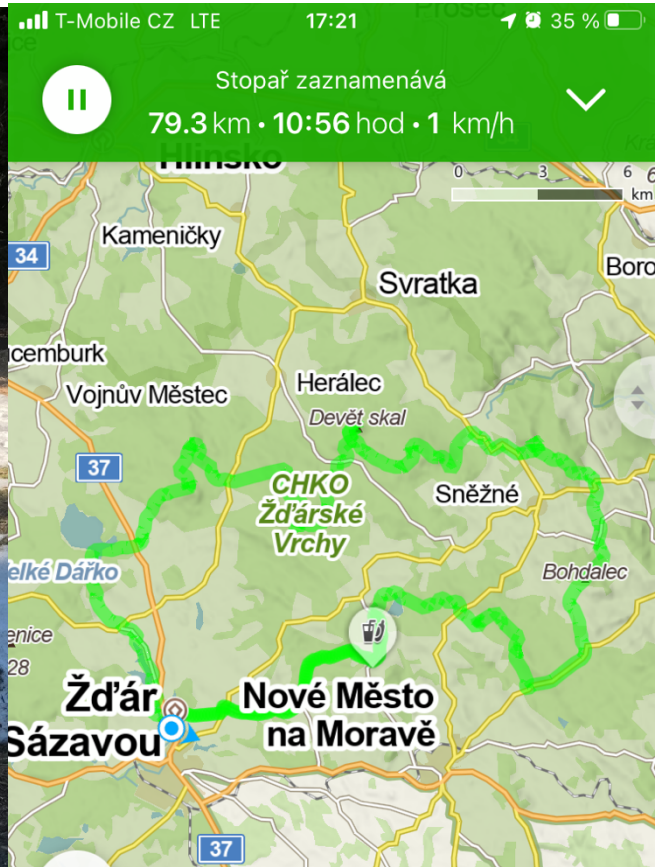 T-Mobile CZ LTE 17:21 35 %
Stopař zaznamenává
79.3 km • 10:56 hod • 1 km/h
Hlinsko
0 3 6
km
Kameničky
34
Svratka
Boro
cemburk
Vojnův Městec
Herálec
Devět skal
37
CHKO
Žďárské
Vrchy
Sněžné
elké Dářko
Bohdalec
enice
28
Žďár
Sázavou
Nové Město
na Moravě
37